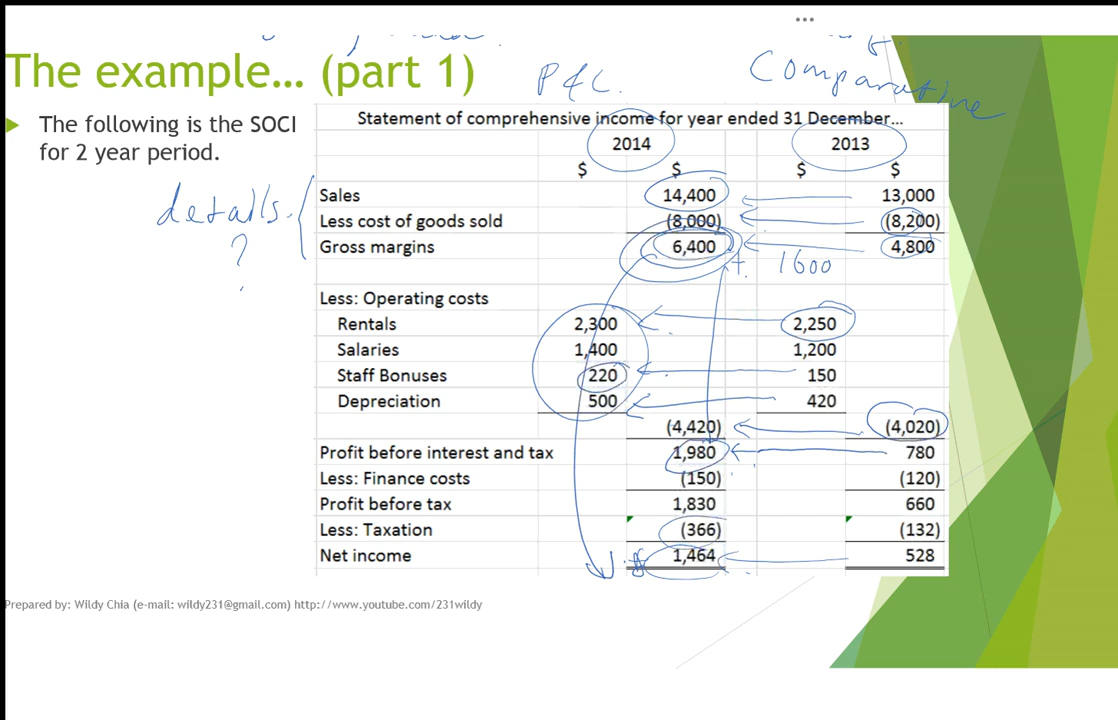 The example... (part 1)
P&L.
Comparative
The following is the SOCI
for 2 year period.
details.
?
Statement of comprehensive income for year ended 31 December...
2014 2013
$ $ $ $
Sales 14,400 13,000
Less cost of goods sold (8,000) (8,200)
Gross margins 6,400 4,800
+. 1600
Less: Operating costs
Rentals 2,300 2,250
Salaries 1,400 1,200
Staff Bonuses 220 150
Depreciation 500 420
(4,420) (4,020)
Profit before interest and tax 1,980 780
Less: Finance costs (150) (120)
Profit before tax 1,830 660
Less: Taxation (366) (132)
Net income 1,464 528
Prepared by: Wildy Chia (e-mail: wildy231@gmail.com) http://www.youtube.com/231wildy